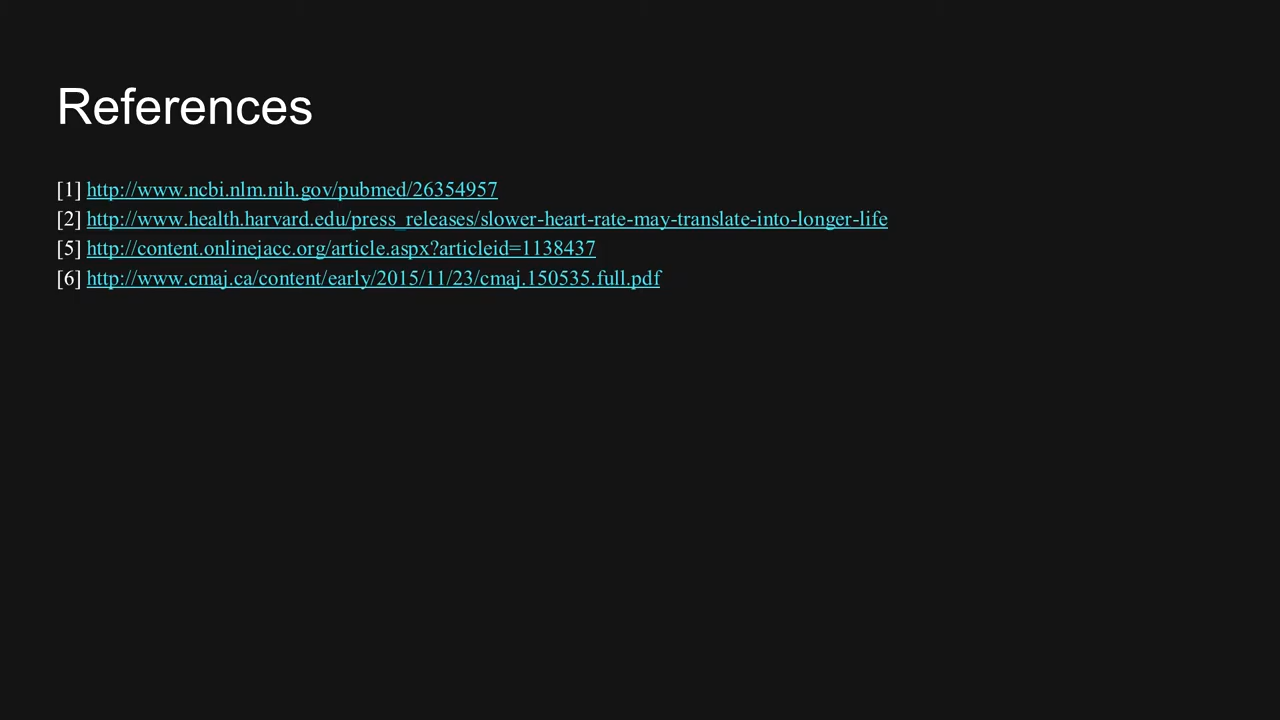 References
[1] http://www.ncbi.nlm.nih.gov/pubmed/26354957
[2] http://www.health.harvard.edu/press_releases/slower-heart-rate-may-translate-into-longer-life
[5] http://content.onlinejacc.org/article.aspx?articleid=1138437
[6] http://www.cmaj.ca/content/early/2015/11/23/cmaj.150535.full.pdf